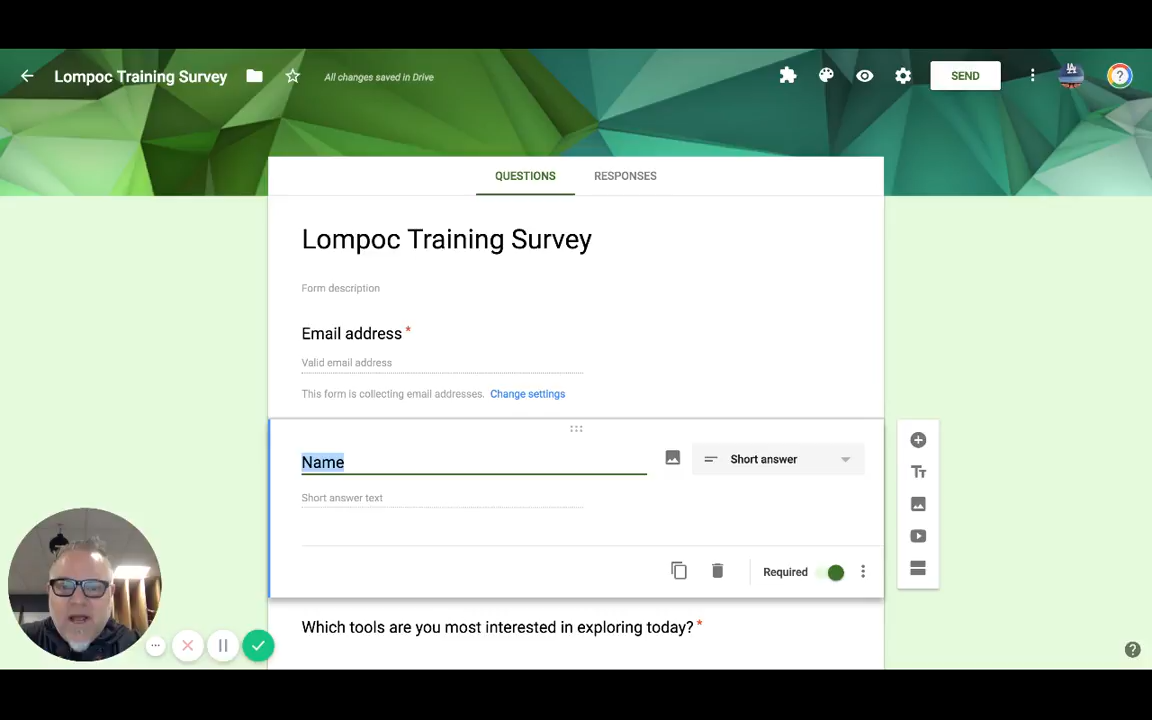 Lompoc Training Survey
All changes saved in Drive
SEND
QUESTIONS
RESPONSES
Lompoc Training Survey
Form description
Email address *
Valid email address
This form is collecting email addresses. Change settings
Name
Short answer
Short answer text
Required
Which tools are you most interested in exploring today? *